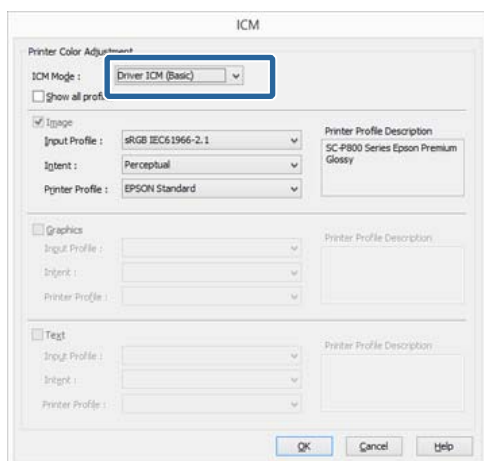 ICM
Printer Color Adjustment
ICM Mode :
Driver ICM (Basic)
Show all
Image
Input Profile :
sRGB IEC61966-2.1
Intent :
Perceptual
Printer Profile :
EPSON Standard
Printer Profile Description
SC-P800 Series Epson Premium
Glossy
Graphics
Input Profile :
Intent :
Printer Profile :
Printer Profile Description
Text
Input Profile :
Intent :
Printer Profile :
Printer Profile Description
OK
Cancel
Help